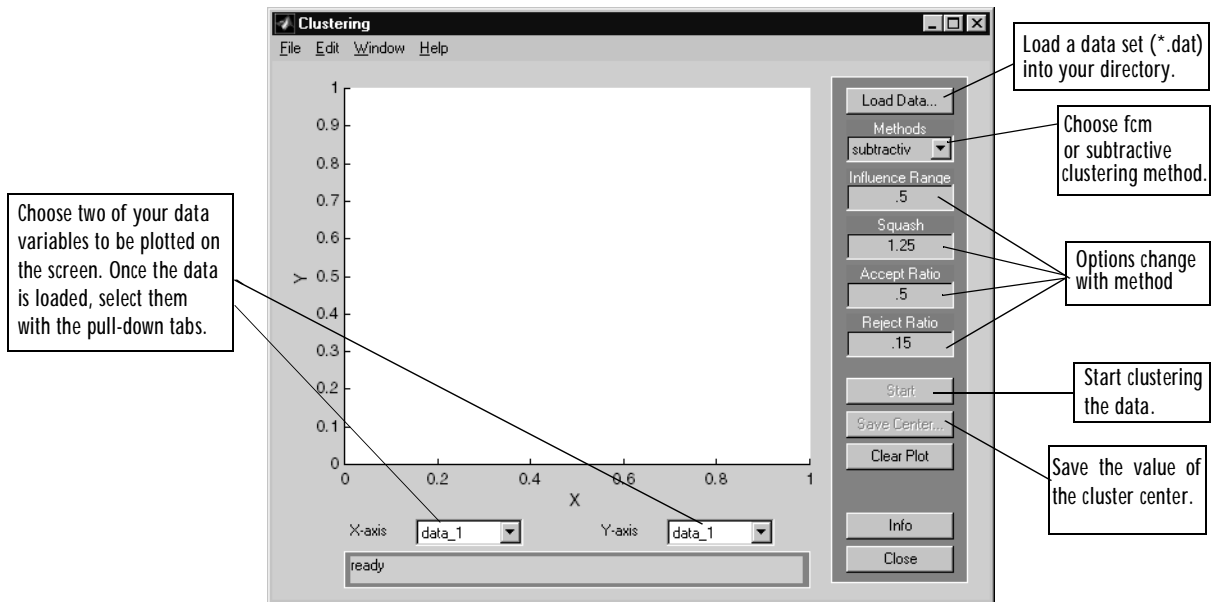 Clustering
File Edit Window Help
1
0.9
0.8
0.7
0.6
0.5
0.4
0.3
0.2
0.1
0
Y
0 0.2 0.4 0.6 0.8 1
X
X-axis data_1 Y-axis data_1
ready
Load Data...
Methods
subtractiv
Influence Range
.5
Squash
1.25
Accept Ratio
.5
Reject Ratio
.15
Start
Save Center...
Clear Plot
Info
Close
Choose two of your data
variables to be plotted on
the screen. Once the data
is loaded, select them
with the pull-down tabs.
Load a data set (*.dat)
into your directory.
Choose fcm
or subtractive
clustering method.
Options change
with method
Start clustering
the data.
Save the value of
the cluster center.